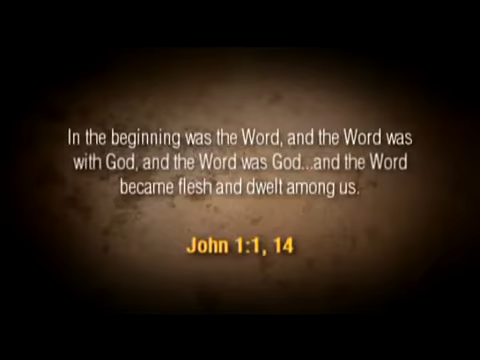 In the beginning was the Word, and the Word was
with God, and the Word was God...and the Word
became flesh and dwelt among us.
John 1:1, 14